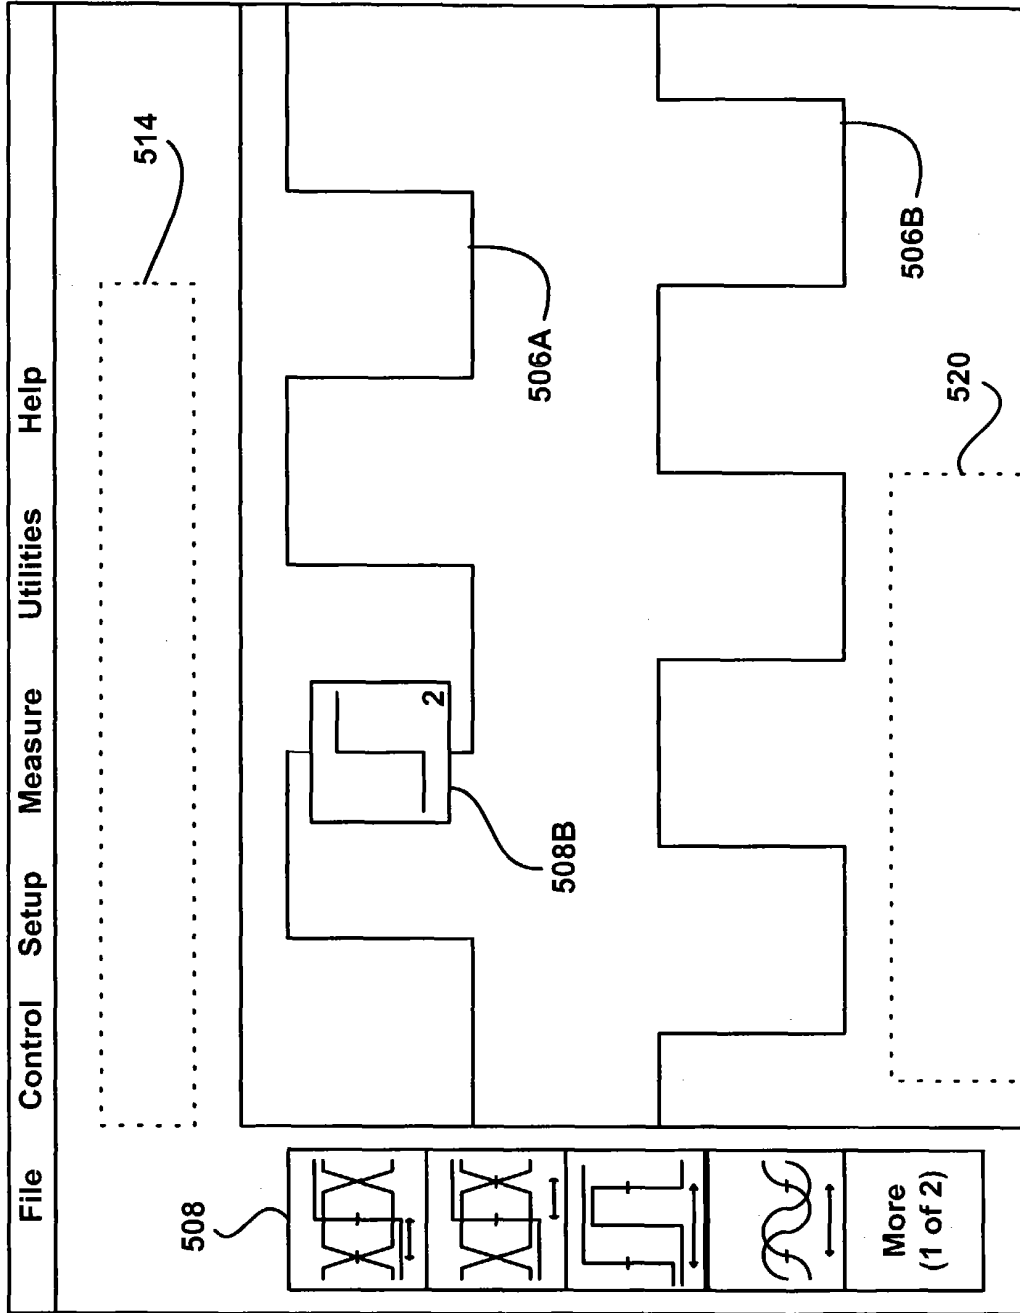 File Control Setup Measure Utilities Help
514
508
2
508B
506A
506B
520
More
(1 of 2)